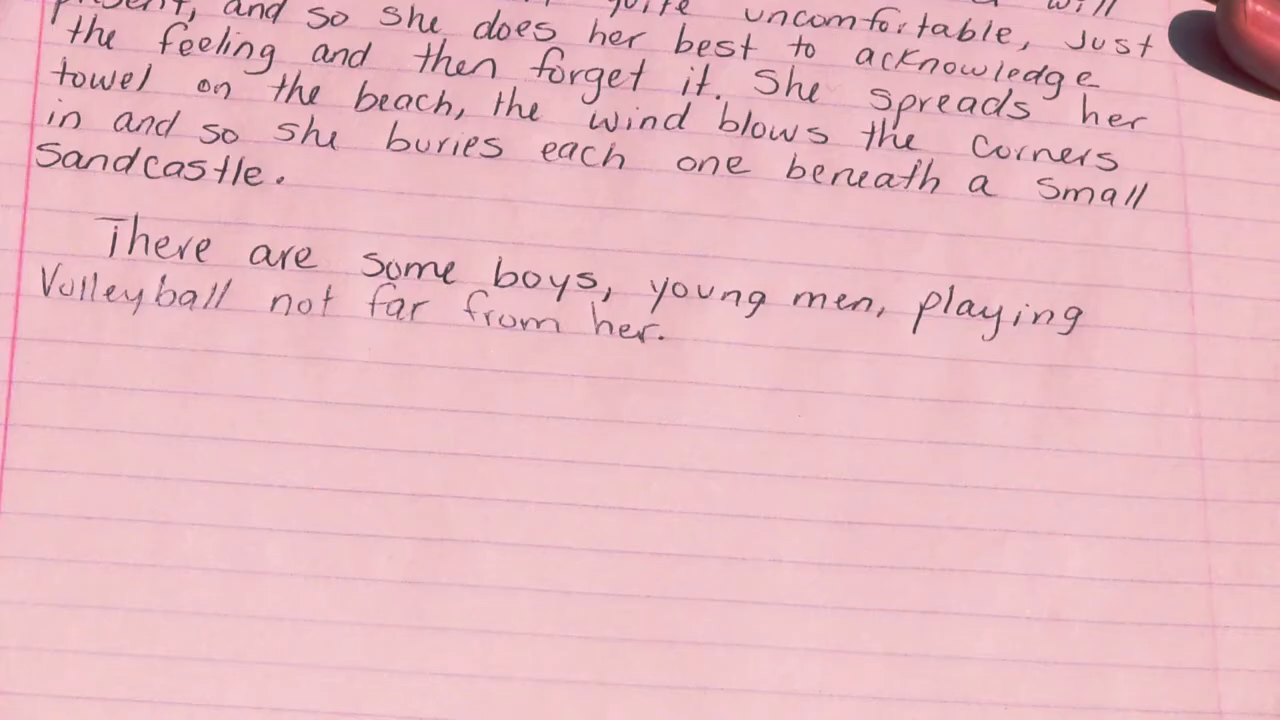 will
present, and so she does her best to acknowledge
quite uncomfortable, just
the feeling and then forget it. She spreads her
towel on the beach, the wind blows the corners
in and so she buries each one beneath a small
Sandcastle.
There are some boys, young men, playing
Volleyball not far from her.